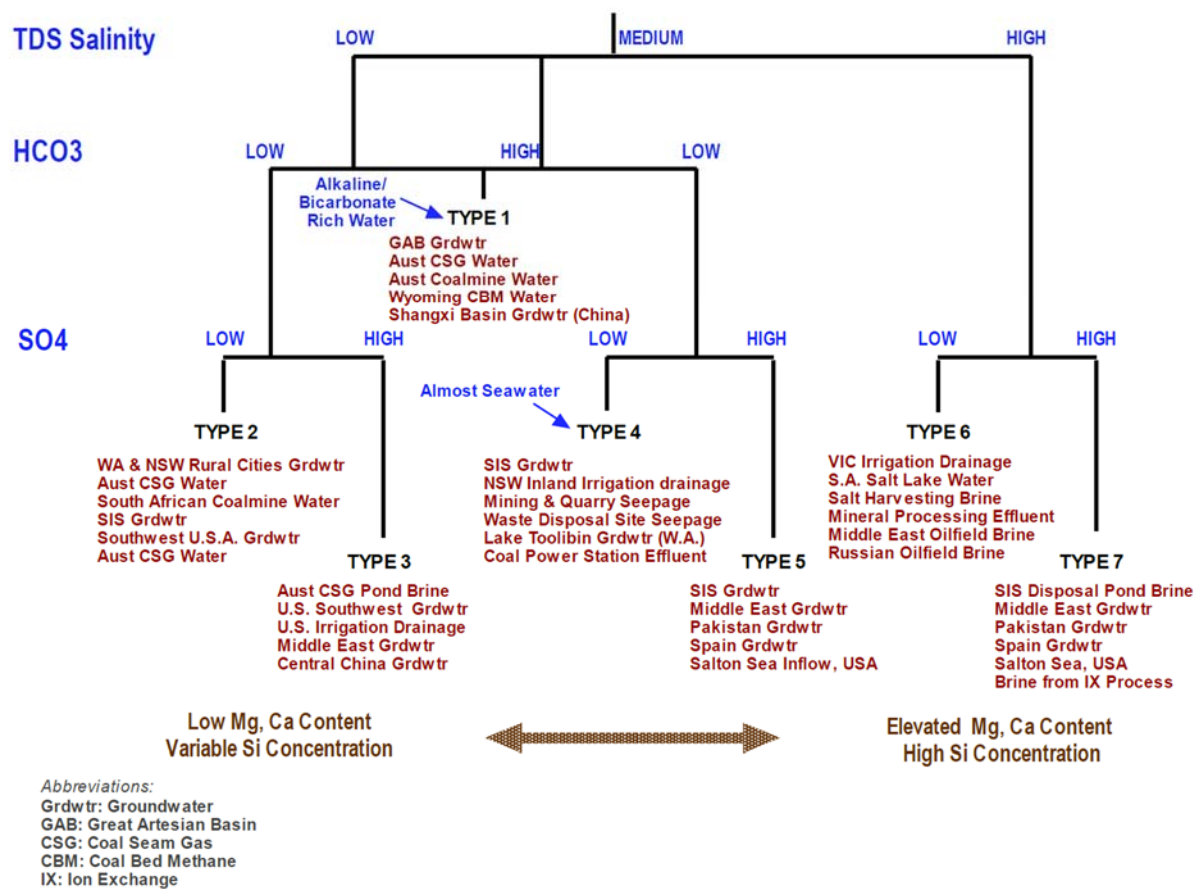 TDS Salinity
LOW
MEDIUM
HIGH
HCO3
LOW
HIGH
LOW
Alkaline/
Bicarbonate
Rich Water
TYPE 1
GAB Grdwtr
Aust CSG Water
Aust Coalmine Water
Wyoming CBM Water
Shangxi Basin Grdwtr (China)
SO4
LOW
HIGH
LOW
HIGH
LOW
HIGH
Almost Seawater
TYPE 2
WA & NSW Rural Cities Grdwtr
Aust CSG Water
South African Coalmine Water
SIS Grdwtr
Southwest U.S.A. Grdwtr
Aust CSG Water
TYPE 3
Aust CSG Pond Brine
U.S. Southwest Grdwtr
U.S. Irrigation Drainage
Middle East Grdwtr
Central China Grdwtr
TYPE 4
SIS Grdwtr
NSW Inland Irrigation drainage
Mining & Quarry Seepage
Waste Disposal Site Seepage
Lake Toolibin Grdwtr (W.A.)
Coal Power Station Effluent
TYPE 5
SIS Grdwtr
Middle East Grdwtr
Pakistan Grdwtr
Spain Grdwtr
Salton Sea Inflow, USA
TYPE 6
VIC Irrigation Drainage
S.A. Salt Lake Water
Salt Harvesting Brine
Mineral Processing Effluent
Middle East Oilfield Brine
Russian Oilfield Brine
TYPE 7
SIS Disposal Pond Brine
Middle East Grdwtr
Pakistan Grdwtr
Spain Grdwtr
Salton Sea, USA
Brine from IX Process
Low Mg, Ca Content
Variable Si Concentration
Elevated Mg, Ca Content
High Si Concentration
Abbreviations:
Grdwtr: Groundwater
GAB: Great Artesian Basin
CSG: Coal Seam Gas
CBM: Coal Bed Methane
IX: Ion Exchange